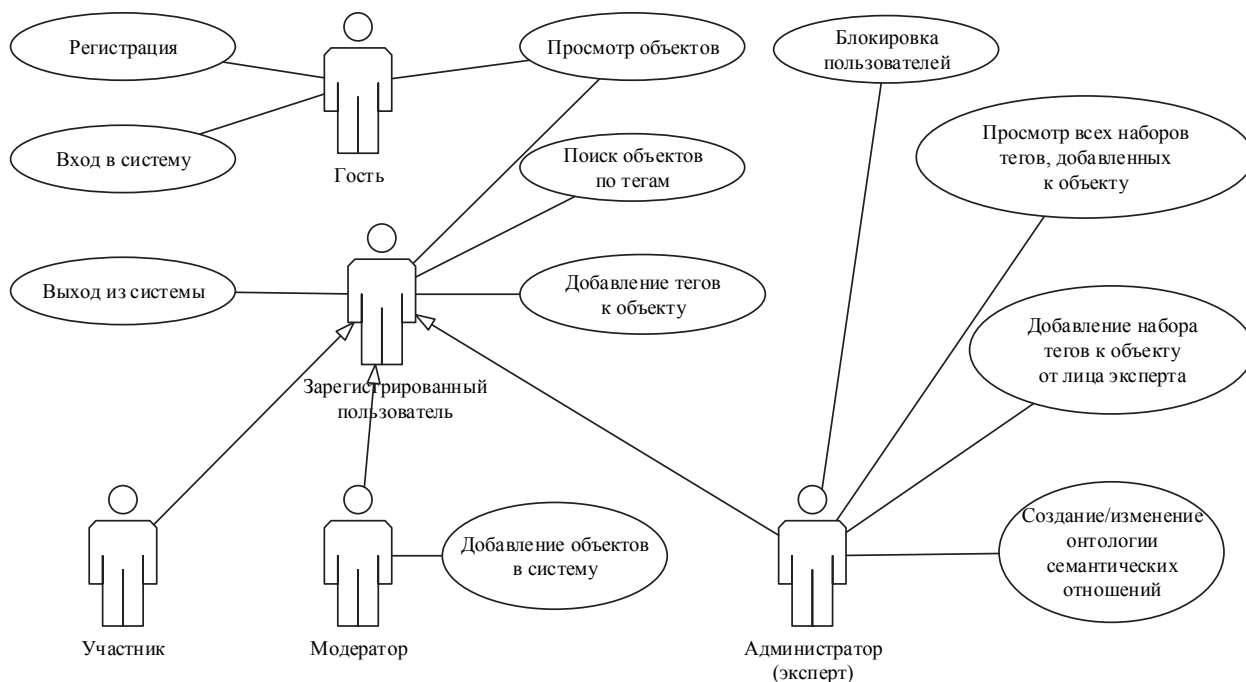 Регистрация
Просмотр объектов
Блокировка
пользователей
Вход в систему
Гость
Поиск объектов
по тегам
Просмотр всех наборов
тегов, добавленных
к объекту
Выход из системы
Добавление тегов
к объекту
Зарегистрированный
пользователь
Добавление набора
тегов к объекту
от лица эксперта
Участник
Модератор
Добавление объектов
в систему
Администратор
(эксперт)
Создание/изменение
онтологии
семантических
отношений